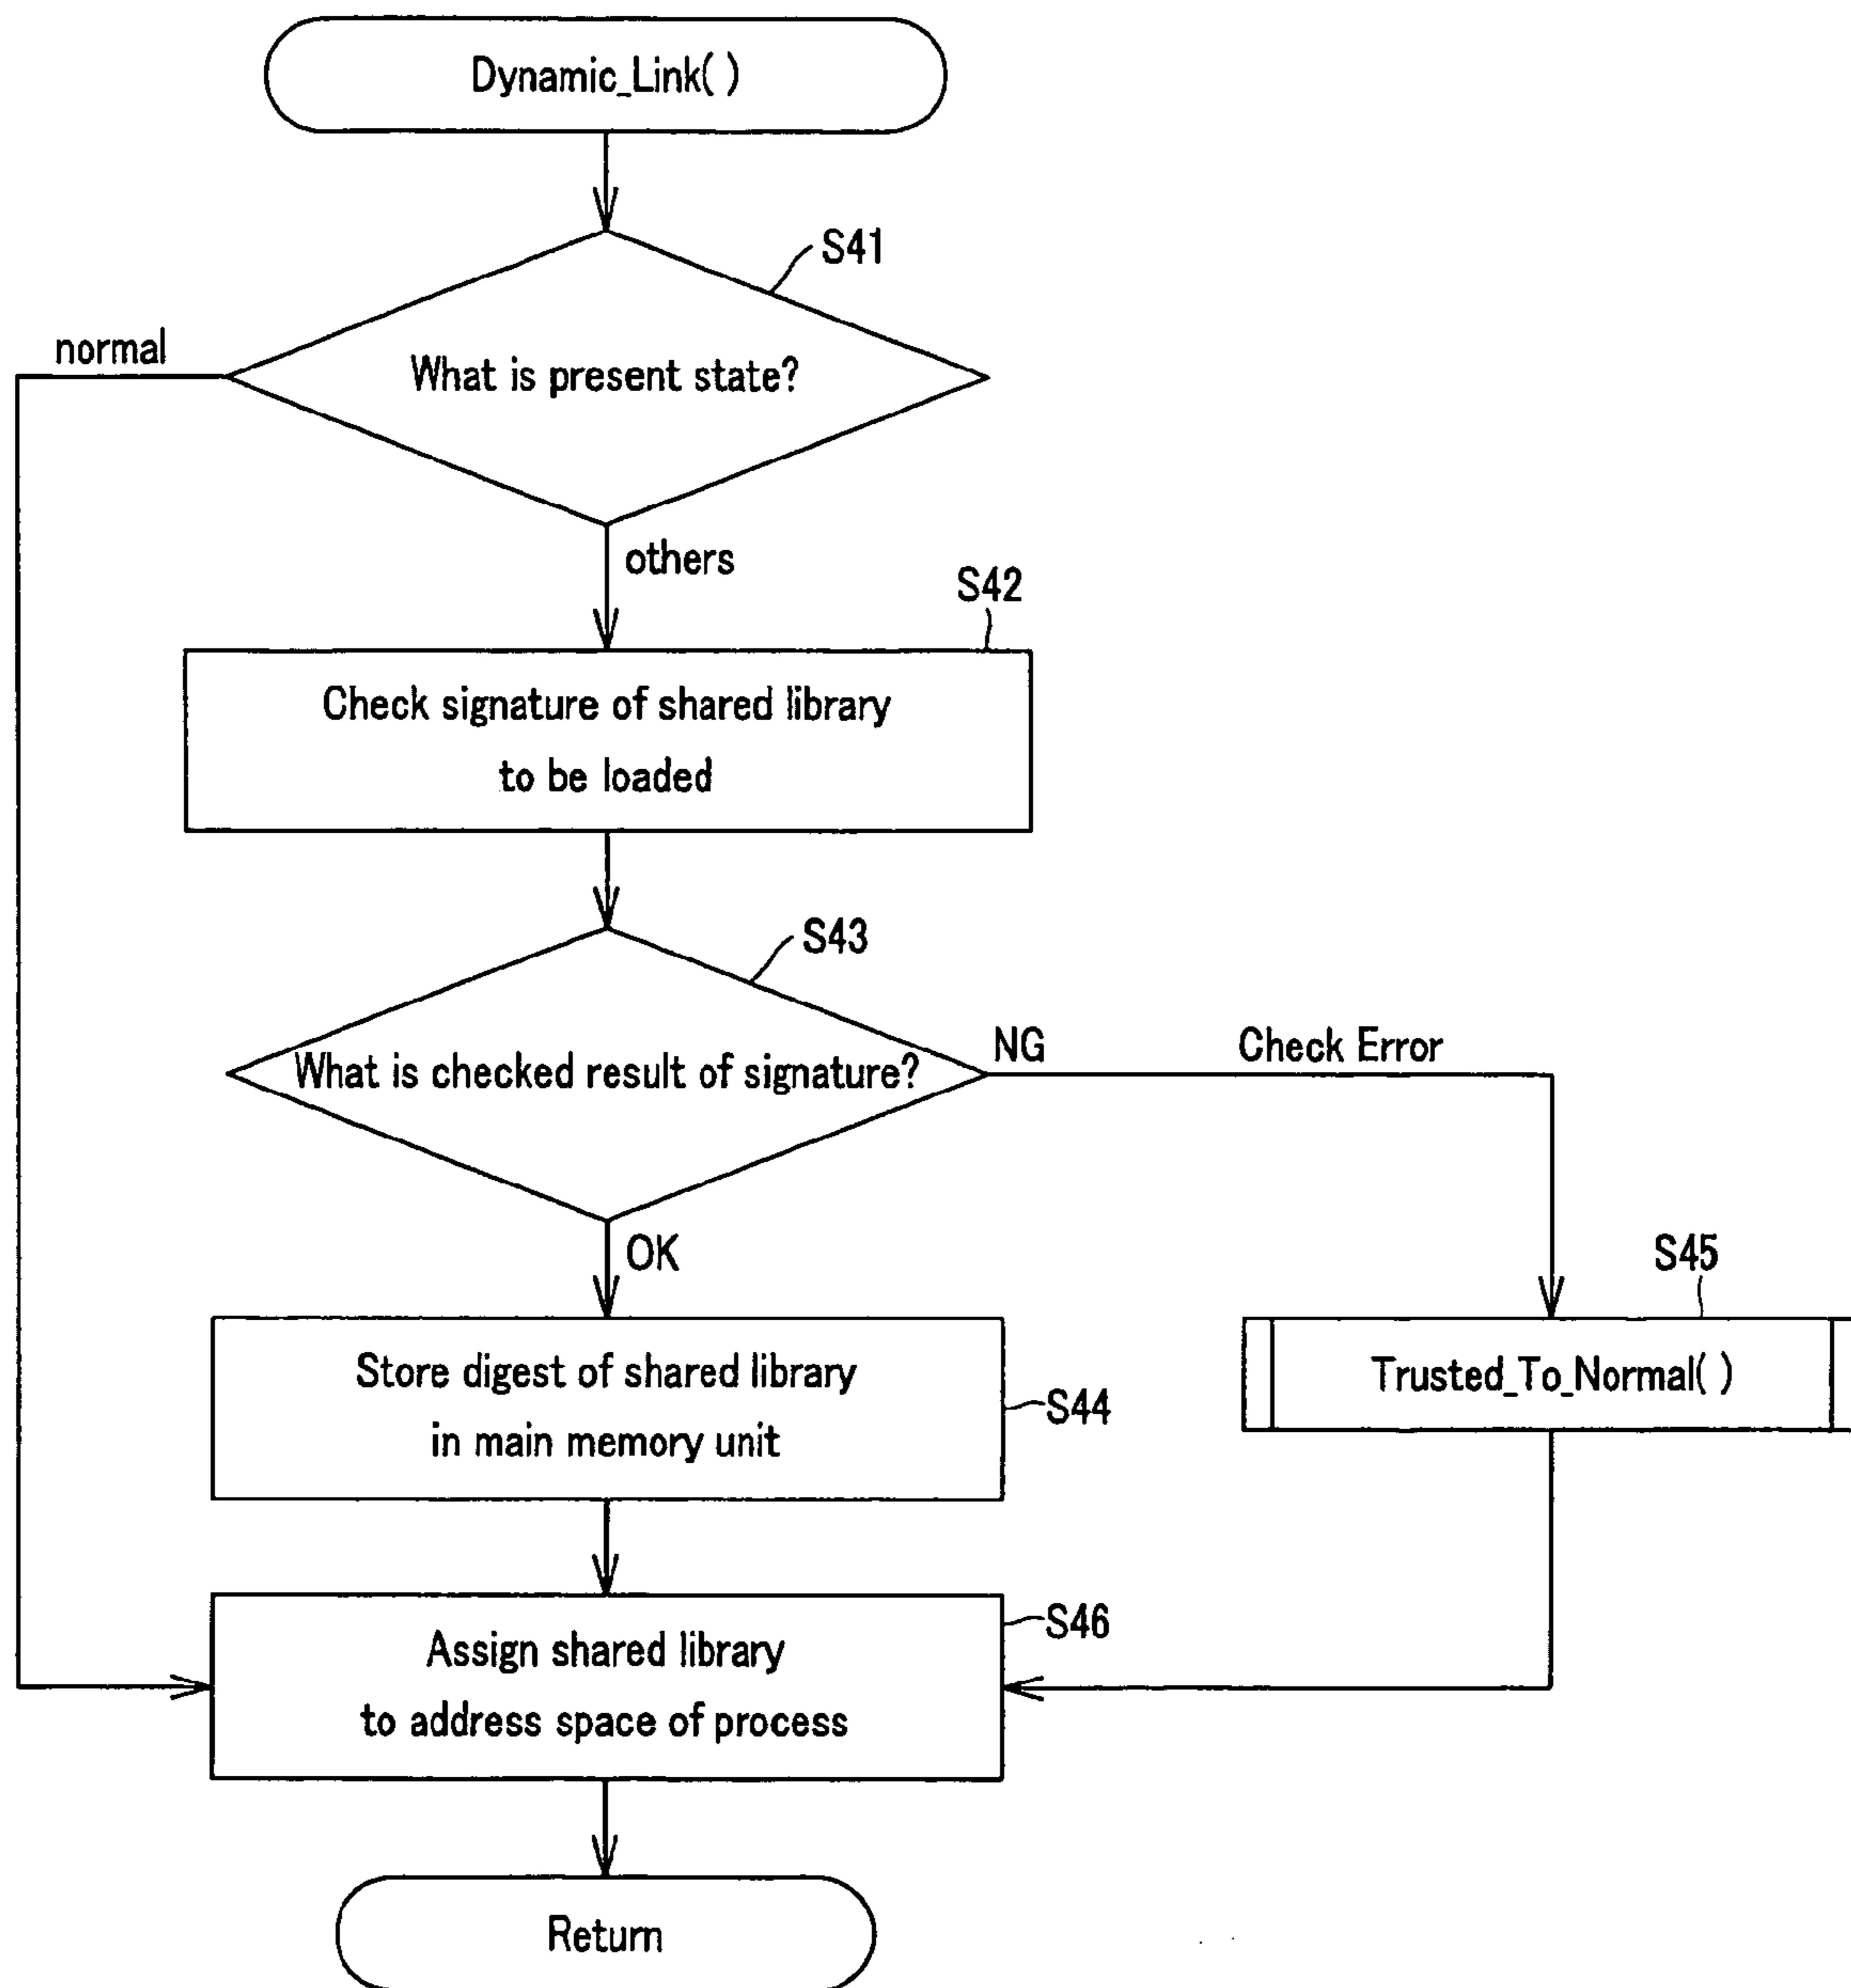 Dynamic_Link( )
S41
normal
What is present state?
others
S42
Check signature of shared library
to be loaded
S43
NG
Check Error
What is checked result of signature?
OK
S45
Store digest of shared library
in main memory unit
S44
Trusted_To_Normal( )
S46
Assign shared library
to address space of process
Return